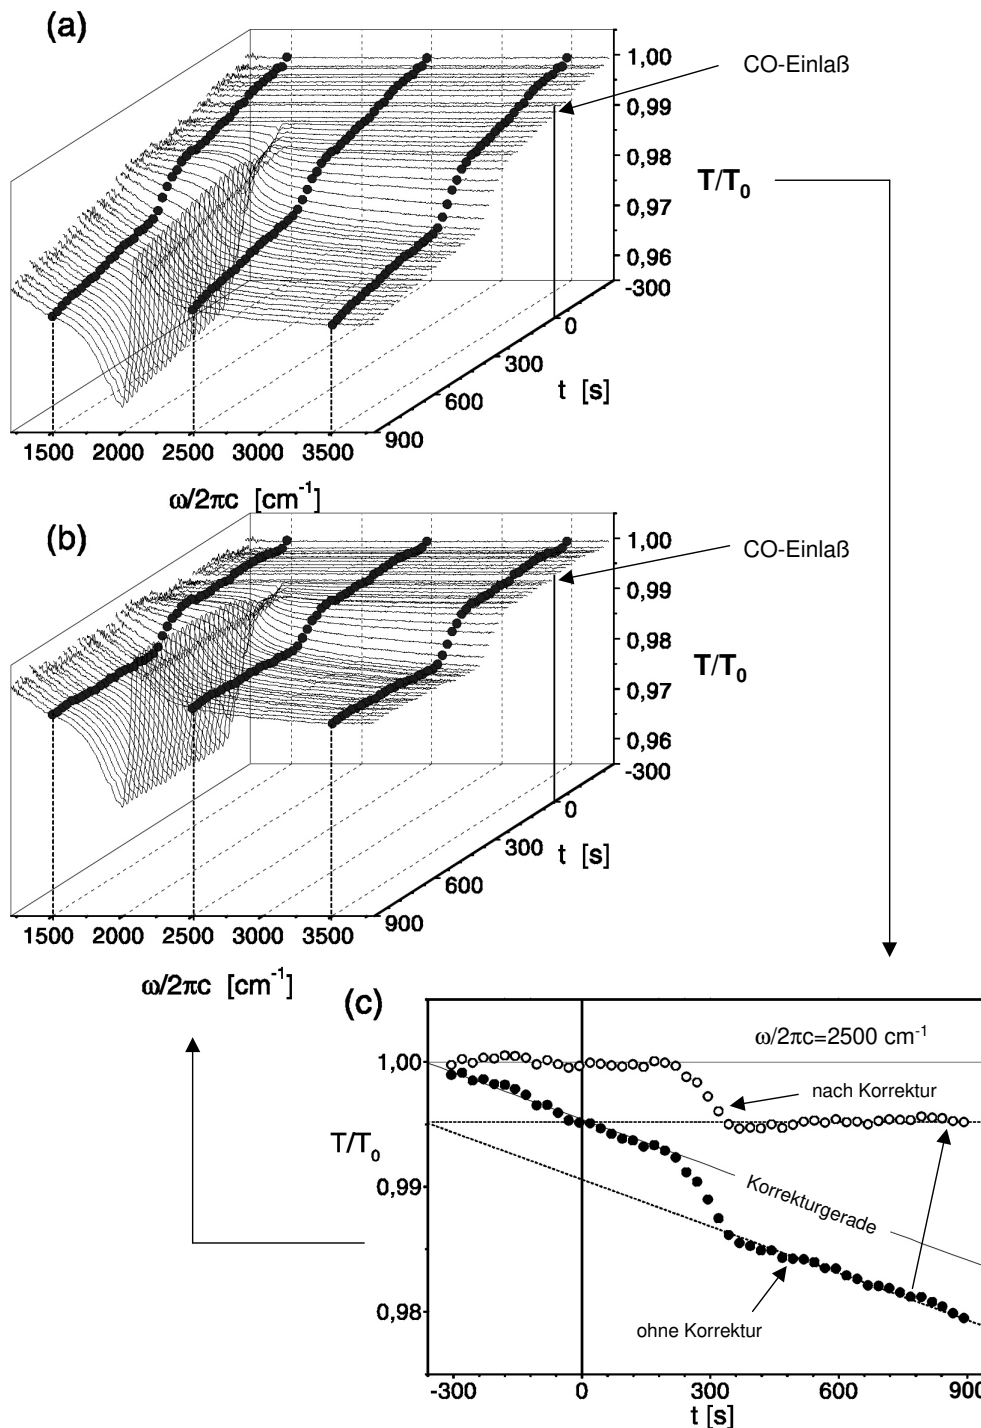 (a)
1,00
CO-Einlaß
0,99
0,98
T/T0
0,97
0,96
-300
0
300
t [s]
600
900
1500 2000 2500 3000 3500
ω/2πc [cm-1]
(b)
1,00
CO-Einlaß
0,99
0,98
T/T0
0,97
0,96
-300
0
300
t [s]
600
900
1500 2000 2500 3000 3500
ω/2πc [cm-1]
(c)
ω/2πc=2500 cm-1
1,00
nach Korrektur
T/T0
0,99
Korrekturgerade
0,98
ohne Korrektur
-300 0 300 600 900
t [s]